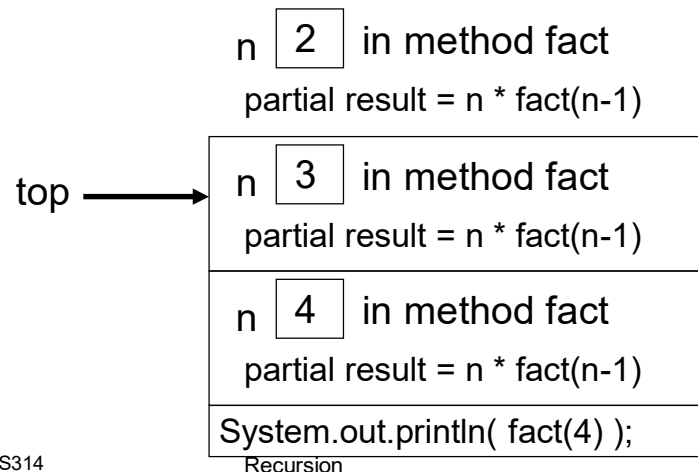 n 2 in method fact
partial result = n * fact(n-1)
top
n 3 in method fact
partial result = n * fact(n-1)
n 4 in method fact
partial result = n * fact(n-1)
System.out.println( fact(4) );
S314 Recursion